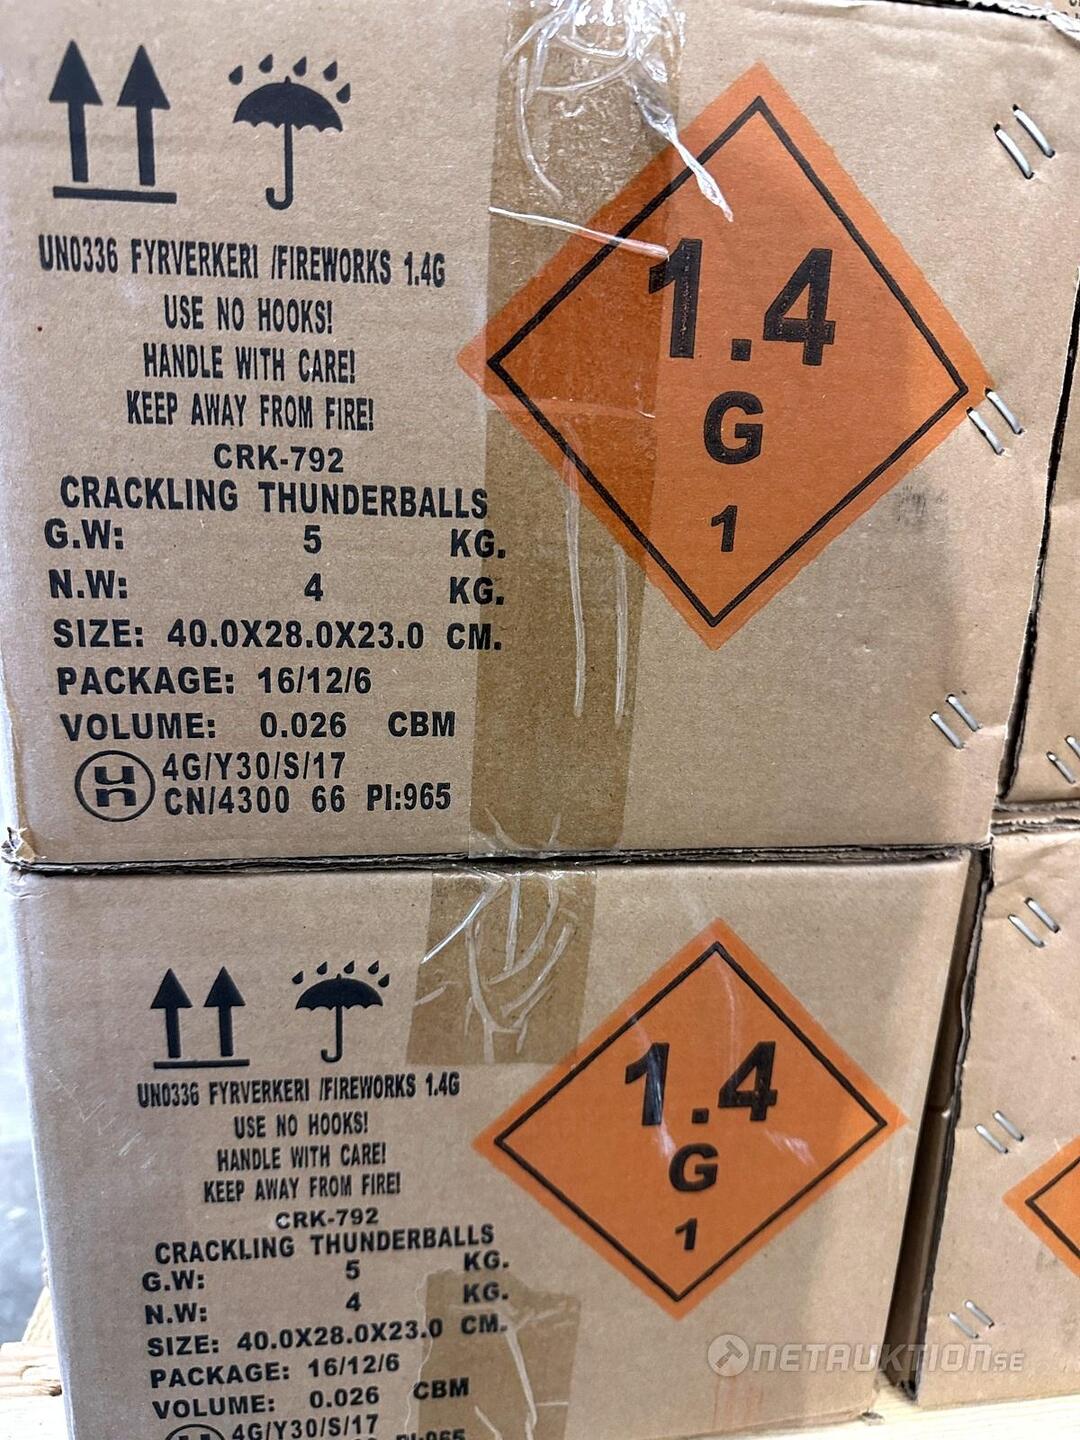 UN0336 FYRVERKERI /FIREWORKS 1.4G
USE NO HOOKS!
HANDLE WITH CARE!
KEEP AWAY FROM FIRE!
CRK-792
CRACKLING THUNDERBALLS
G.W: 5 KG.
N.W: 4 KG.
SIZE: 40.0X28.0X23.0 CM.
PACKAGE: 16/12/6
VOLUME: 0.026 CBM
un 4G/Y30/S/17
CN/4300 66 PI:965
1.4
G
1
UN0336 FYRVERKERI /FIREWORKS 1.4G
USE NO HOOKS!
HANDLE WITH CARE!
KEEP AWAY FROM FIRE!
CRK-792
CRACKLING THUNDERBALLS
G.W: 5 KG.
N.W: 4 KG.
SIZE: 40.0X28.0X23.0 CM.
PACKAGE: 16/12/6
VOLUME: 0.026 CBM
4G/Y30/S/17
PI:965
1.4
G
1
NETAUKTION.SE